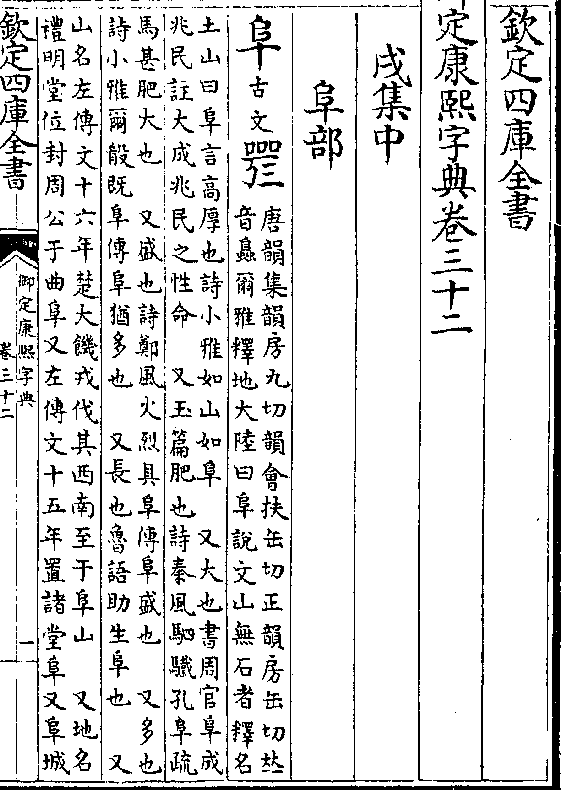 欽定四庫全書
定康熙字典卷三十二
戌集中
阜部
阜古文
唐韻集韻房九切韻會扶缶切正韻房缶切𠀤
音䘀爾雅釋地大陸曰阜說文山無石者釋名
土山曰阜言高厚也詩小雅如山如阜 又大也書周官阜成
兆民註大成兆民之性命 又玉篇肥也詩秦風駟驖孔阜疏
馬甚肥大也 又盛也詩鄭風火烈具阜傳阜盛也 又多也
詩小雅爾殽既阜傳阜猶多也 又長也魯語助生阜也 又
山名左傳文十六年楚大饑戎伐其西南至于阜山 又地名
禮明堂位封周公于曲阜又左傳文十五年置諸堂阜又阜城
欽定四庫全書
御定康熙字典
卷三十二
一